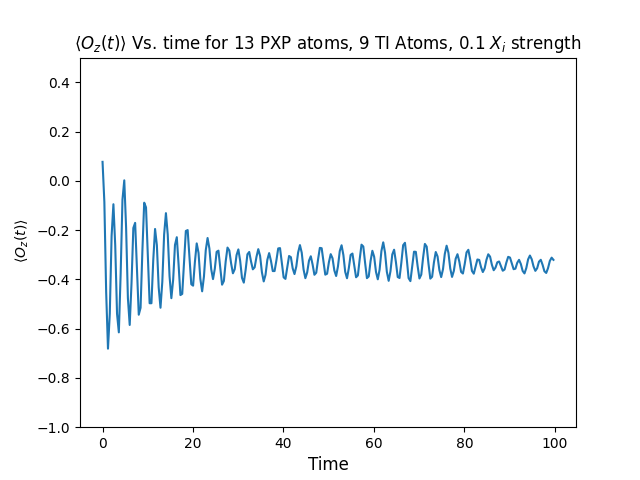 ⟨O_z(t)⟩ Vs. time for 13 PXP atoms, 9 TI Atoms, 0.1 X_i strength
0.4
0.2
0.0
−0.2
−0.4
−0.6
−0.8
−1.0
⟨O_z(t)⟩
0 20 40 60 80 100
Time